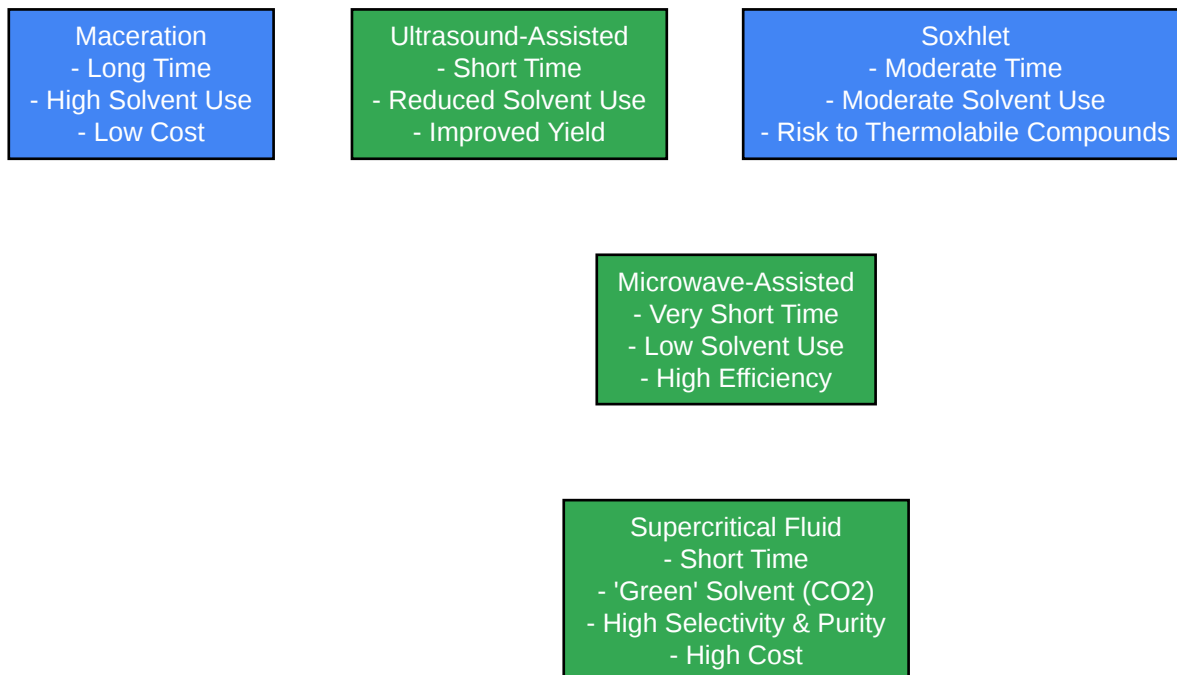 Maceration
- Long Time
- High Solvent Use
- Low Cost
Ultrasound-Assisted
- Short Time
- Reduced Solvent Use
- Improved Yield
Soxhlet
- Moderate Time
- Moderate Solvent Use
- Risk to Thermolabile Compounds
Microwave-Assisted
- Very Short Time
- Low Solvent Use
- High Efficiency
Supercritical Fluid
- Short Time
- 'Green' Solvent (CO2)
- High Selectivity & Purity
- High Cost